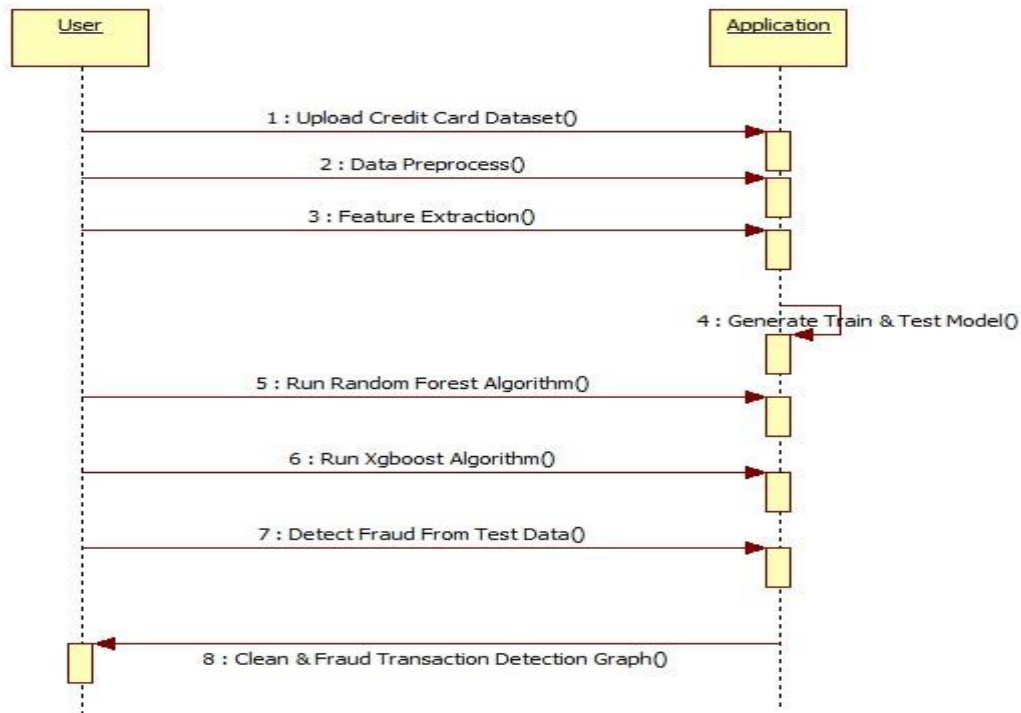 User
Application
1 : Upload Credit Card Dataset()
2 : Data Preprocess()
3 : Feature Extraction()
4 : Generate Train & Test Model()
5 : Run Random Forest Algorithm()
6 : Run Xgboost Algorithm()
7 : Detect Fraud From Test Data()
8 : Clean & Fraud Transaction Detection Graph()